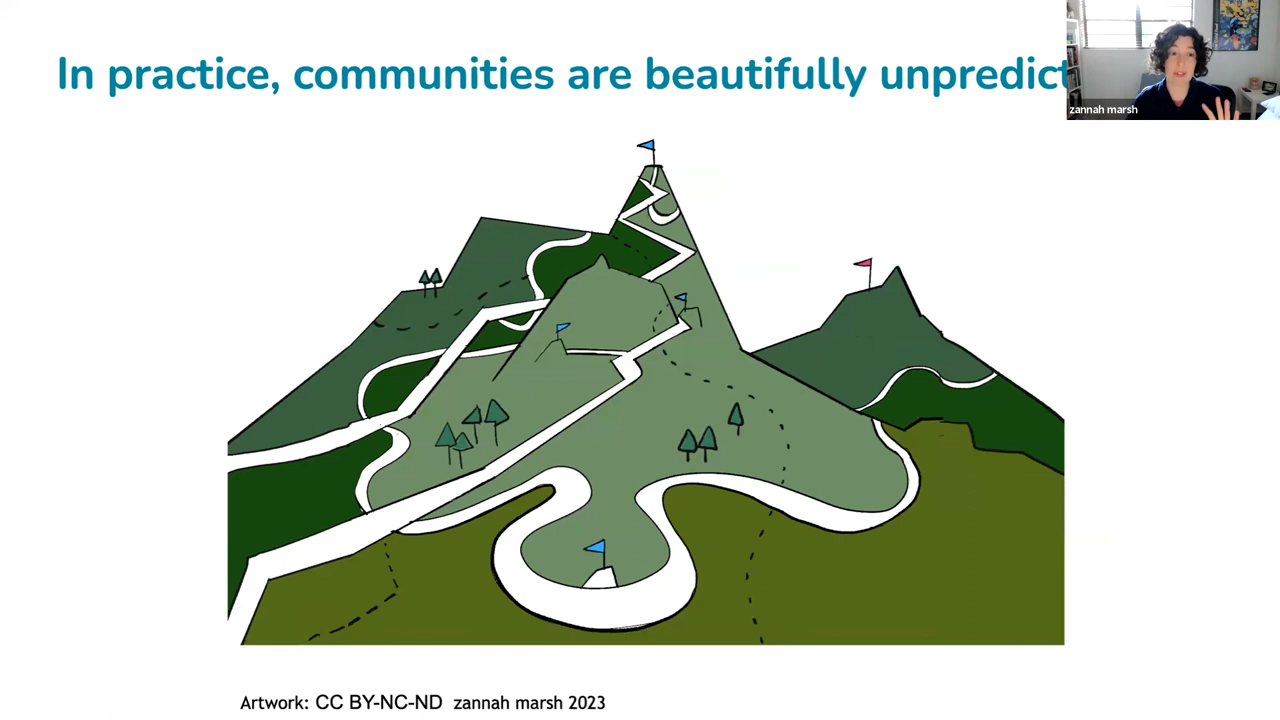 In practice, communities are beautifully unpredict
zannah marsh
Artwork: CC BY-NC-ND zannah marsh 2023